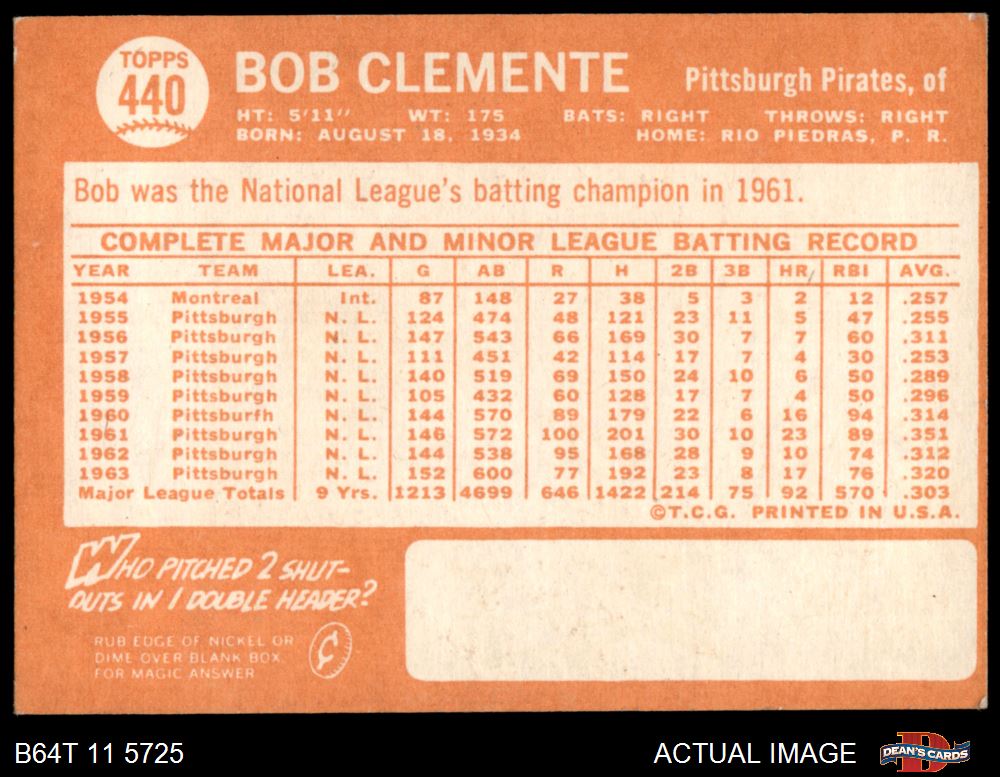 TOPPS
440
BOB CLEMENTE
Pittsburgh Pirates, of
HT: 5'11" WT: 175 BATS: RIGHT THROWS: RIGHT
BORN: AUGUST 18, 1934 HOME: RIO PIEDRAS, P. R.
Bob was the National League's batting champion in 1961.
COMPLETE MAJOR AND MINOR LEAGUE BATTING RECORD
YEAR TEAM LEA. G AB R H 2B 3B HR RBI AVG.
1954 Montreal Int. 87 148 27 38 5 3 2 12 .257
1955 Pittsburgh N. L. 124 474 48 121 23 11 5 47 .255
1956 Pittsburgh N. L. 147 543 66 169 30 7 7 60 .311
1957 Pittsburgh N. L. 111 451 42 114 17 7 4 30 .253
1958 Pittsburgh N. L. 140 519 69 150 24 10 6 50 .289
1959 Pittsburgh N. L. 105 432 60 128 17 7 4 50 .296
1960 Pittsburfh N. L. 144 570 89 179 22 6 16 94 .314
1961 Pittsburgh N. L. 146 572 100 201 30 10 23 89 .351
1962 Pittsburgh N. L. 144 538 95 168 28 9 10 74 .312
1963 Pittsburgh N. L. 152 600 77 192 23 8 17 76 .320
Major League Totals 9 Yrs. 1213 4699 646 1422 214 75 92 570 .303
©T.C.G. PRINTED IN U.S.A.
WHO PITCHED 2 SHUT-
OUTS IN 1 DOUBLE HEADER?
RUB EDGE OF NICKEL OR
DIME OVER BLANK BOX
FOR MAGIC ANSWER
¢
B64T 11 5725
ACTUAL IMAGE
D
DEAN'S CARDS